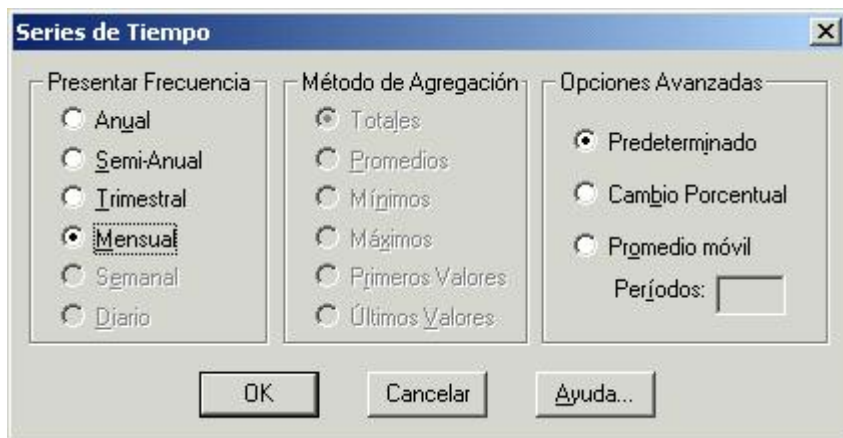 Series de Tiempo
Presentar Frecuencia
Anual
Semi-Anual
Trimestral
Mensual
Semanal
Diario
Método de Agregación
Totales
Promedios
Mínimos
Máximos
Primeros Valores
Últimos Valores
Opciones Avanzadas
Predeterminado
Cambio Porcentual
Promedio móvil
Períodos:
OK
Cancelar
Ayuda...